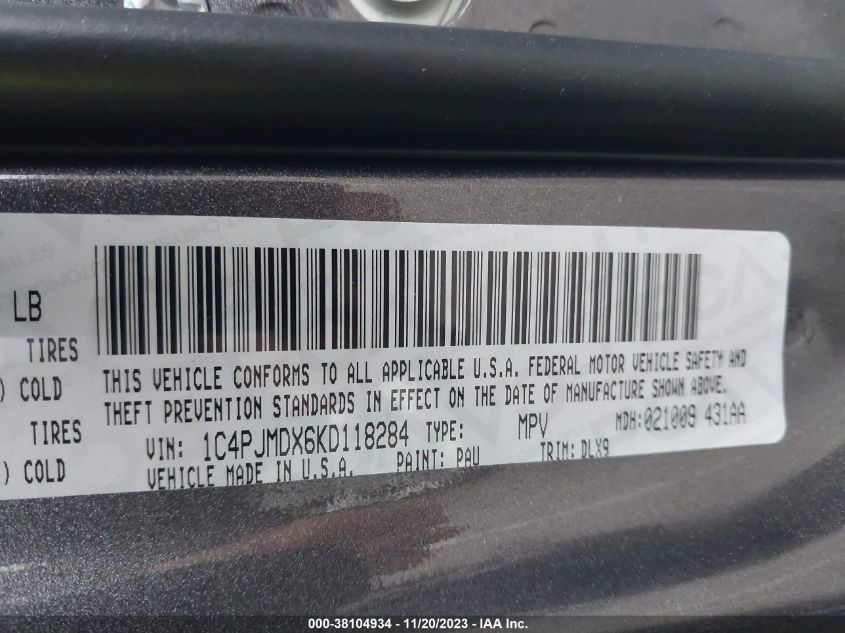 LB
TIRES
) COLD
TIRES
) COLD
THIS VEHICLE CONFORMS TO ALL APPLICABLE U.S.A. FEDERAL MOTOR VEHICLE SAFETY AND
THEFT PREVENTION STANDARDS IN EFFECT ON THE DATE OF MANUFACTURE SHOWN ABOVE.
VIN: 1C4PJMDX6KD118284 TYPE: MPV MDH:021009 431AA
VEHICLE MADE IN U.S.A. PAINT: PAU TRIM: DLX9
000-38104934 - 11/20/2023 - IAA Inc.